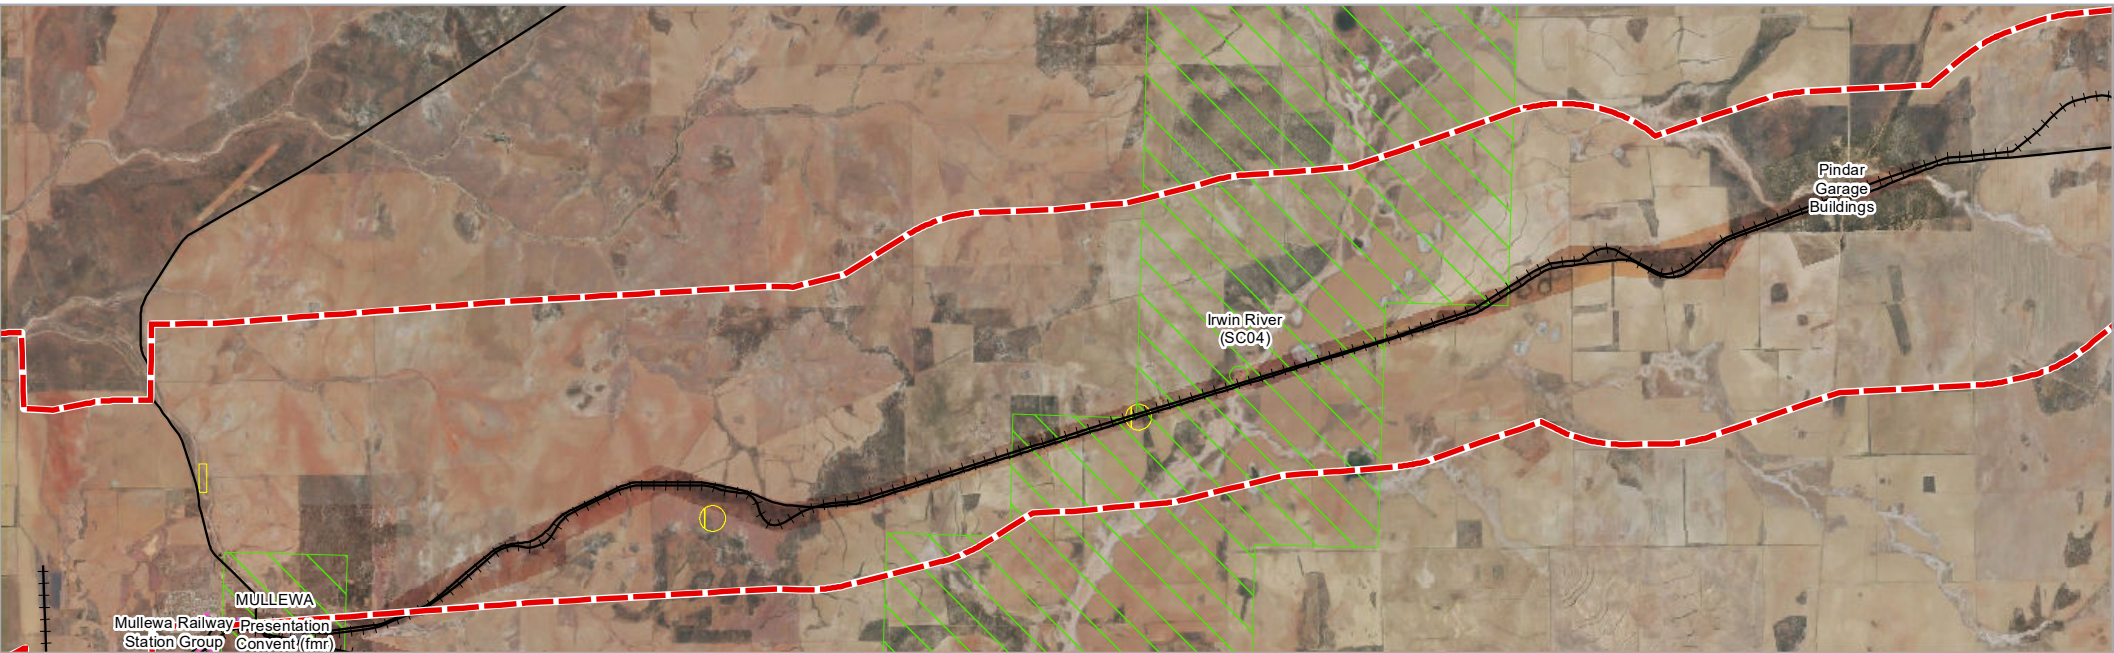 Pindar
Garage
Buildings
Irwin River
(SC04)
MULLEWA
Mullewa Railway
Station Group
Presentation
Convent (fmr)